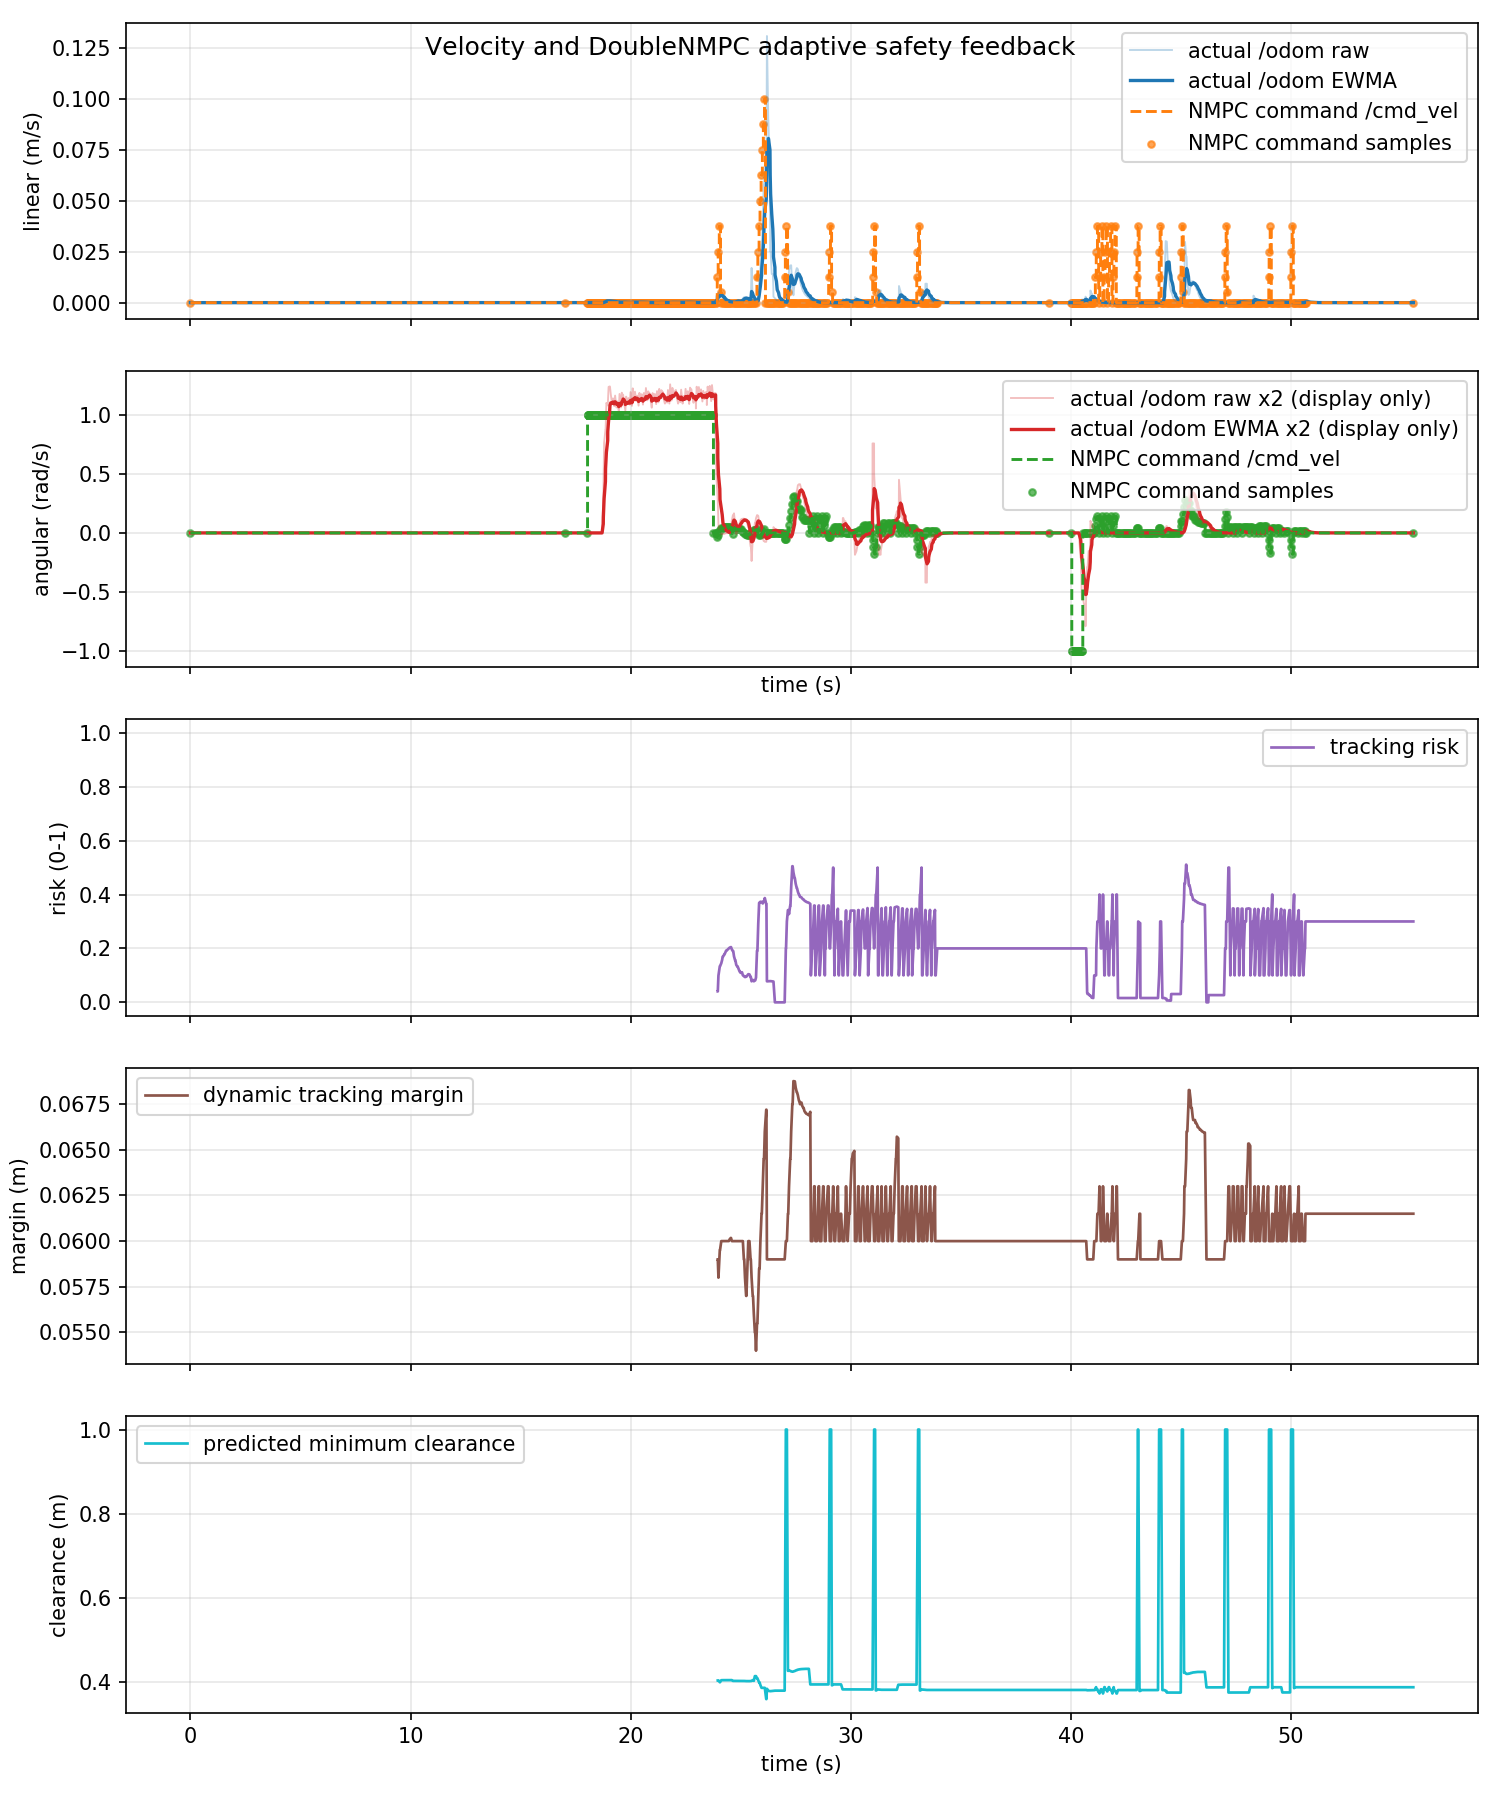 Velocity and DoubleNMPC adaptive safety feedback
linear (m/s)
0.125
0.100
0.075
0.050
0.025
0.000
actual /odom raw
actual /odom EWMA
NMPC command /cmd_vel
NMPC command samples
angular (rad/s)
1.0
0.5
0.0
−0.5
−1.0
actual /odom raw x2 (display only)
actual /odom EWMA x2 (display only)
NMPC command /cmd_vel
NMPC command samples
time (s)
risk (0-1)
1.0
0.8
0.6
0.4
0.2
0.0
tracking risk
margin (m)
0.0675
0.0650
0.0625
0.0600
0.0575
0.0550
dynamic tracking margin
clearance (m)
1.0
0.8
0.6
0.4
predicted minimum clearance
0 10 20 30 40 50
time (s)